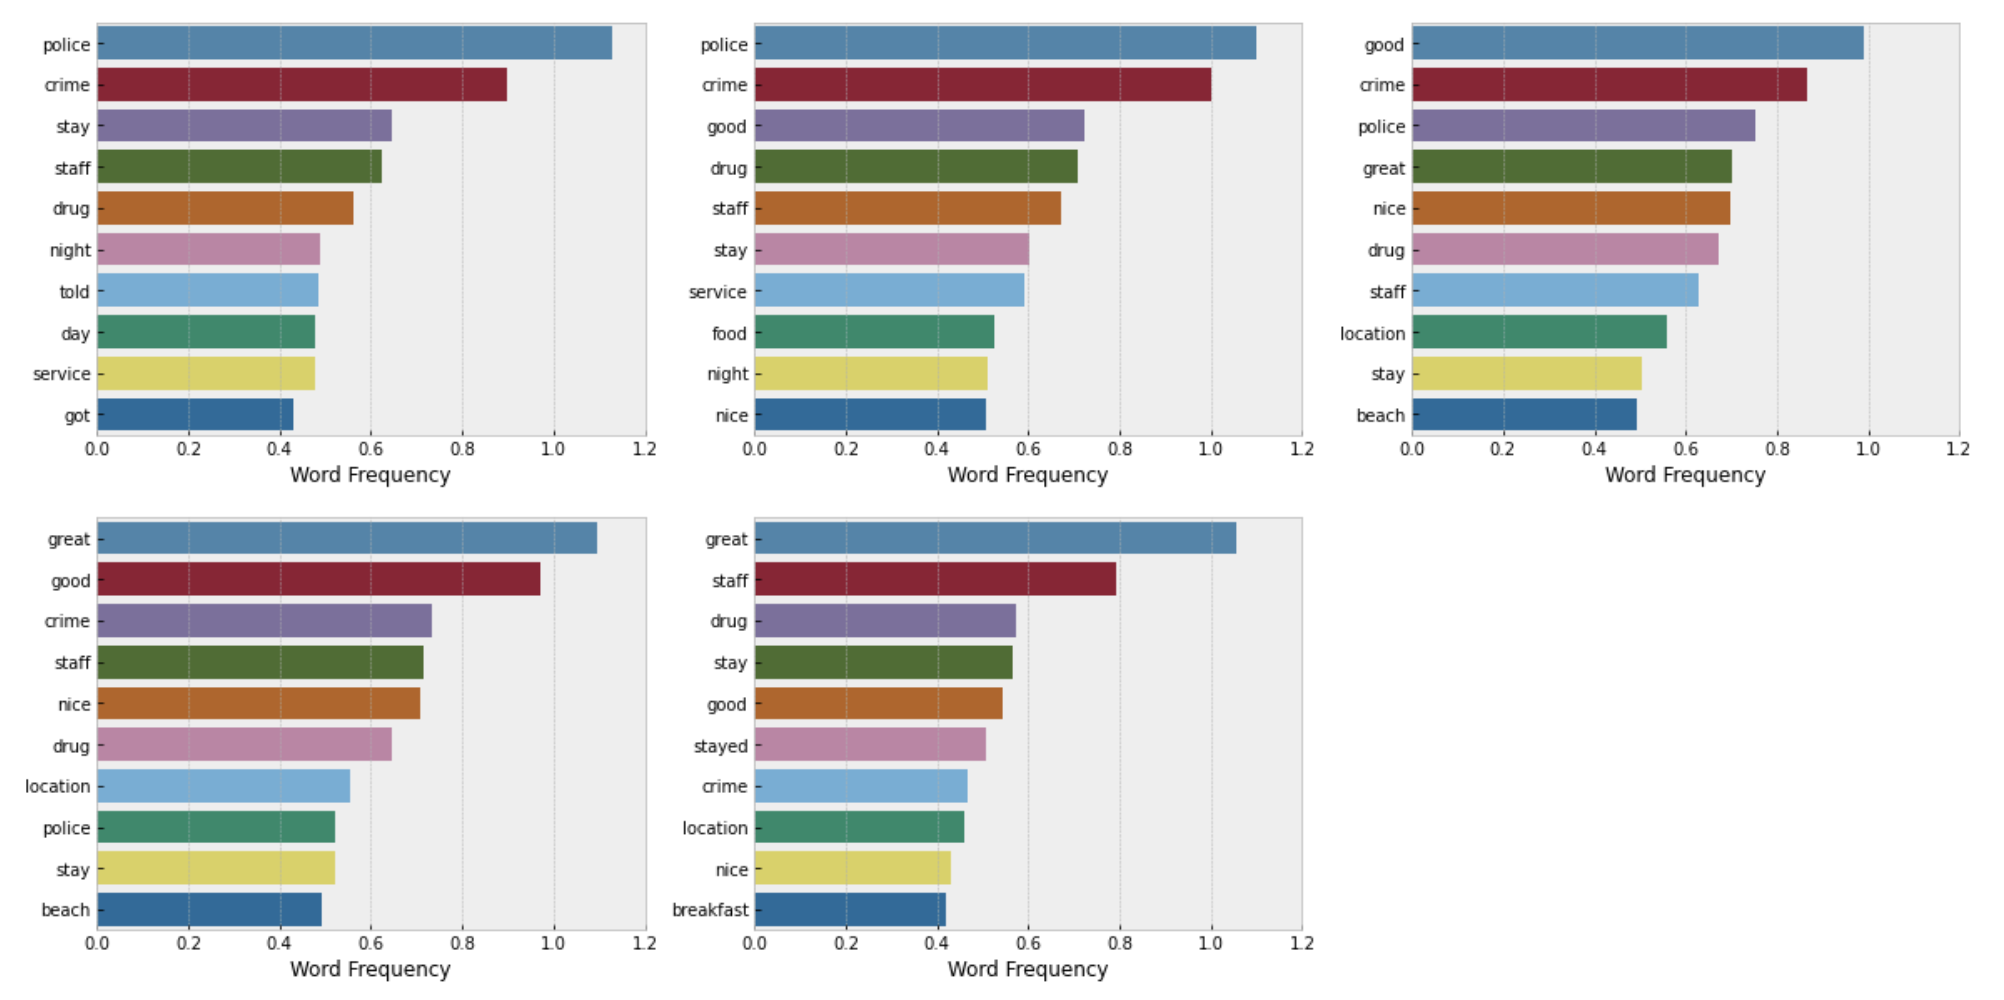 police
crime
stay
staff
drug
night
told
day
service
got
0.0 0.2 0.4 0.6 0.8 1.0 1.2
Word Frequency
police
crime
good
drug
staff
stay
service
food
night
nice
0.0 0.2 0.4 0.6 0.8 1.0 1.2
Word Frequency
good
crime
police
great
nice
drug
staff
location
stay
beach
0.0 0.2 0.4 0.6 0.8 1.0 1.2
Word Frequency
great
good
crime
staff
nice
drug
location
police
stay
beach
0.0 0.2 0.4 0.6 0.8 1.0 1.2
Word Frequency
great
staff
drug
stay
good
stayed
crime
location
nice
breakfast
0.0 0.2 0.4 0.6 0.8 1.0 1.2
Word Frequency